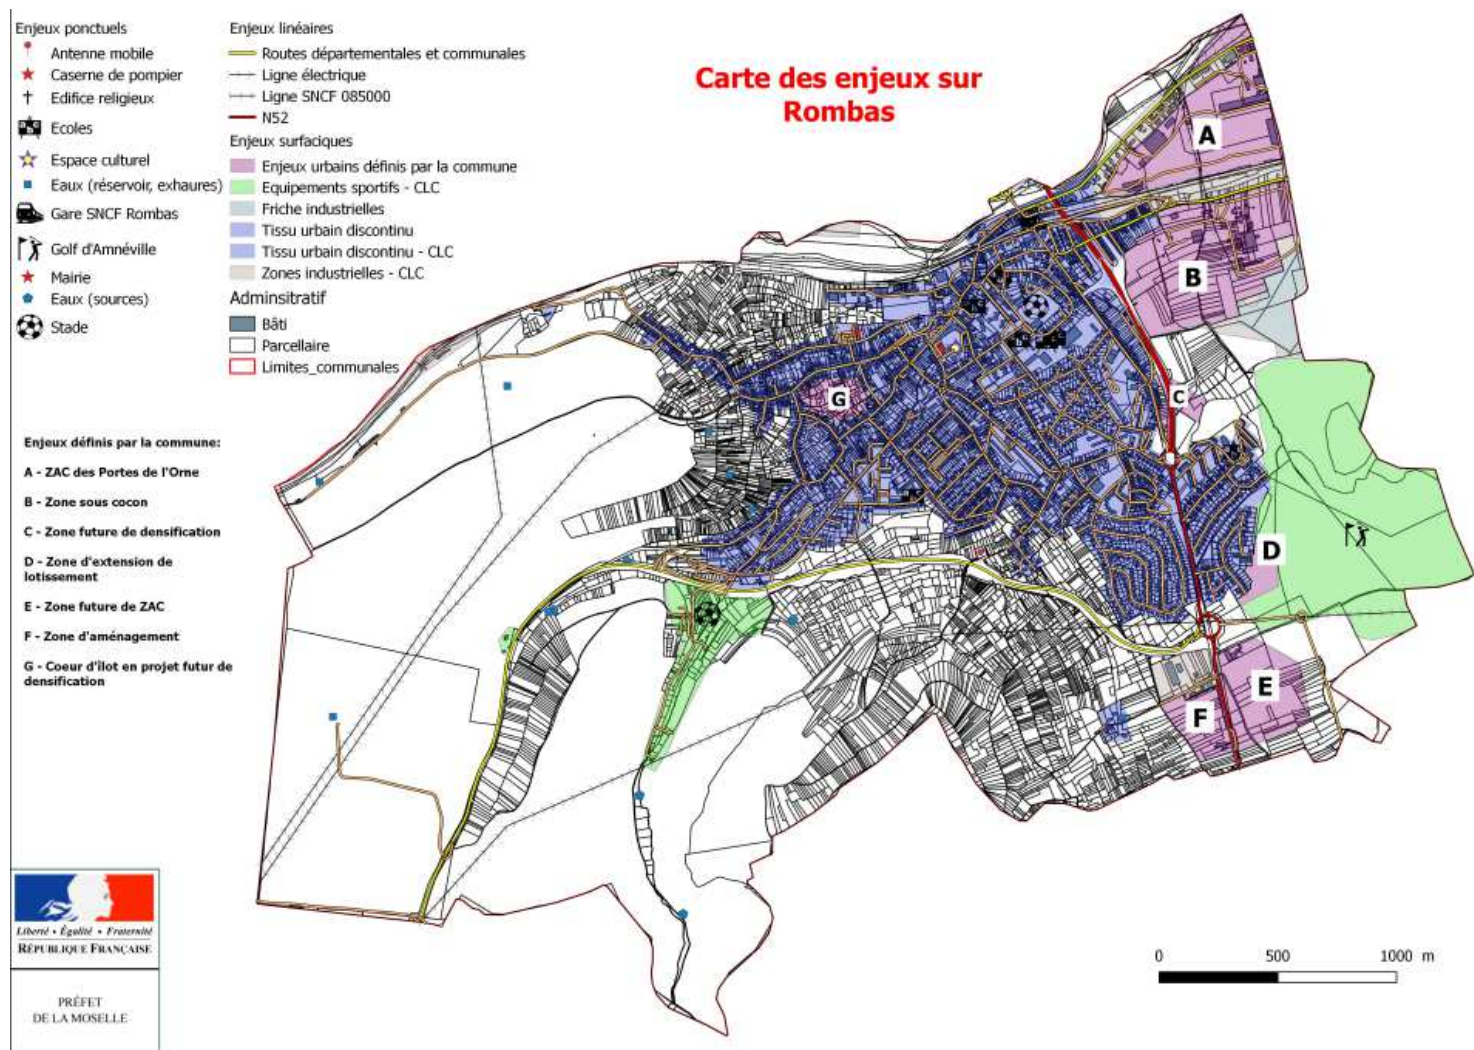 Enjeux ponctuels
Antenne mobile
Caserne de pompier
Edifice religieux
Ecoles
Espace culturel
Eaux (réservoir, exhaures)
Gare SNCF Rombas
Golf d'Amnéville
Mairie
Eaux (sources)
Stade
Enjeux linéaires
Routes départementales et communales
Ligne électrique
Ligne SNCF 085000
N52
Enjeux surfaciques
Enjeux urbains définis par la commune
Equipements sportifs - CLC
Friche industrielles
Tissu urbain discontinu
Tissu urbain discontinu - CLC
Zones industrielles - CLC
Adminsitratif
Bâti
Parcellaire
Limites_communales
Carte des enjeux sur
Rombas
Enjeux définis par la commune:
A - ZAC des Portes de l'Orne
B - Zone sous cocon
C - Zone future de densification
D - Zone d'extension de
lotissement
E - Zone future de ZAC
F - Zone d'aménagement
G - Coeur d'îlot en projet futur de
densification
A
B
C
G
D
E
F
Liberté • Égalité • Fraternité
RÉPUBLIQUE FRANÇAISE
PRÉFET
DE LA MOSELLE
0 500 1000 m